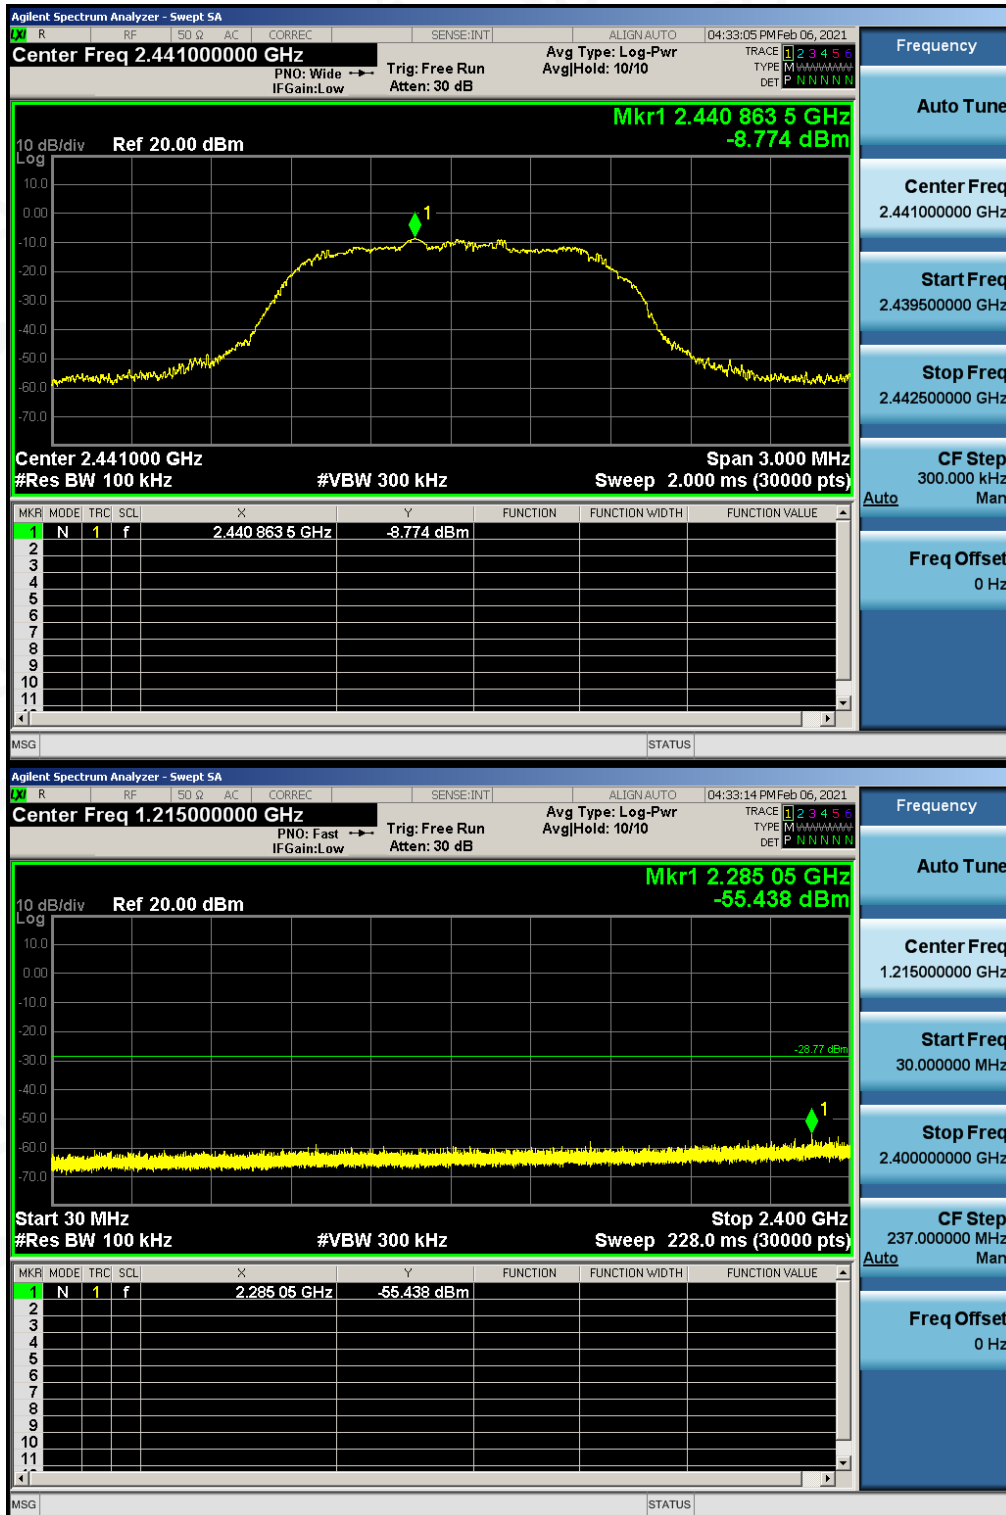 Agilent Spectrum Analyzer - Swept SA
LXI R RF 50 Ω AC CORREC SENSE:INT ALIGN AUTO 04:33:05 PM Feb 06, 2021
Center Freq 2.441000000 GHz
PNO: Wide
IFGain:Low
Trig: Free Run
Atten: 30 dB
Avg Type: Log-Pwr
Avg|Hold: 10/10
TRACE 1 2 3 4 5 6
TYPE M WWWWW
DET P N N N N N
Mkr1 2.440 863 5 GHz
-8.774 dBm
10 dB/div Ref 20.00 dBm
Log
10.0
0.00
-10.0
-20.0
-30.0
-40.0
-50.0
-60.0
-70.0
1
Center 2.441000 GHz Span 3.000 MHz
#Res BW 100 kHz #VBW 300 kHz Sweep 2.000 ms (30000 pts)
MKR MODE TRC SCL X Y FUNCTION FUNCTION WIDTH FUNCTION VALUE
1 N 1 f 2.440 863 5 GHz -8.774 dBm
2
3
4
5
6
7
8
9
10
11
MSG STATUS
Frequency
Auto Tune
Center Freq
2.441000000 GHz
Start Freq
2.439500000 GHz
Stop Freq
2.442500000 GHz
CF Step
300.000 kHz
Auto Man
Freq Offset
0 Hz
Agilent Spectrum Analyzer - Swept SA
LXI R RF 50 Ω AC CORREC SENSE:INT ALIGN AUTO 04:33:14 PM Feb 06, 2021
Center Freq 1.215000000 GHz
PNO: Fast
IFGain:Low
Trig: Free Run
Atten: 30 dB
Avg Type: Log-Pwr
Avg|Hold: 10/10
TRACE 1 2 3 4 5 6
TYPE M WWWWW
DET P N N N N N
Mkr1 2.285 05 GHz
-55.438 dBm
10 dB/div Ref 20.00 dBm
Log
10.0
0.00
-10.0
-20.0
-30.0
-40.0
-50.0
-60.0
-70.0
-28.77 dBm
1
Start 30 MHz Stop 2.400 GHz
#Res BW 100 kHz #VBW 300 kHz Sweep 228.0 ms (30000 pts)
MKR MODE TRC SCL X Y FUNCTION FUNCTION WIDTH FUNCTION VALUE
1 N 1 f 2.285 05 GHz -55.438 dBm
2
3
4
5
6
7
8
9
10
11
MSG STATUS
Frequency
Auto Tune
Center Freq
1.215000000 GHz
Start Freq
30.000000 MHz
Stop Freq
2.400000000 GHz
CF Step
237.000000 MHz
Auto Man
Freq Offset
0 Hz